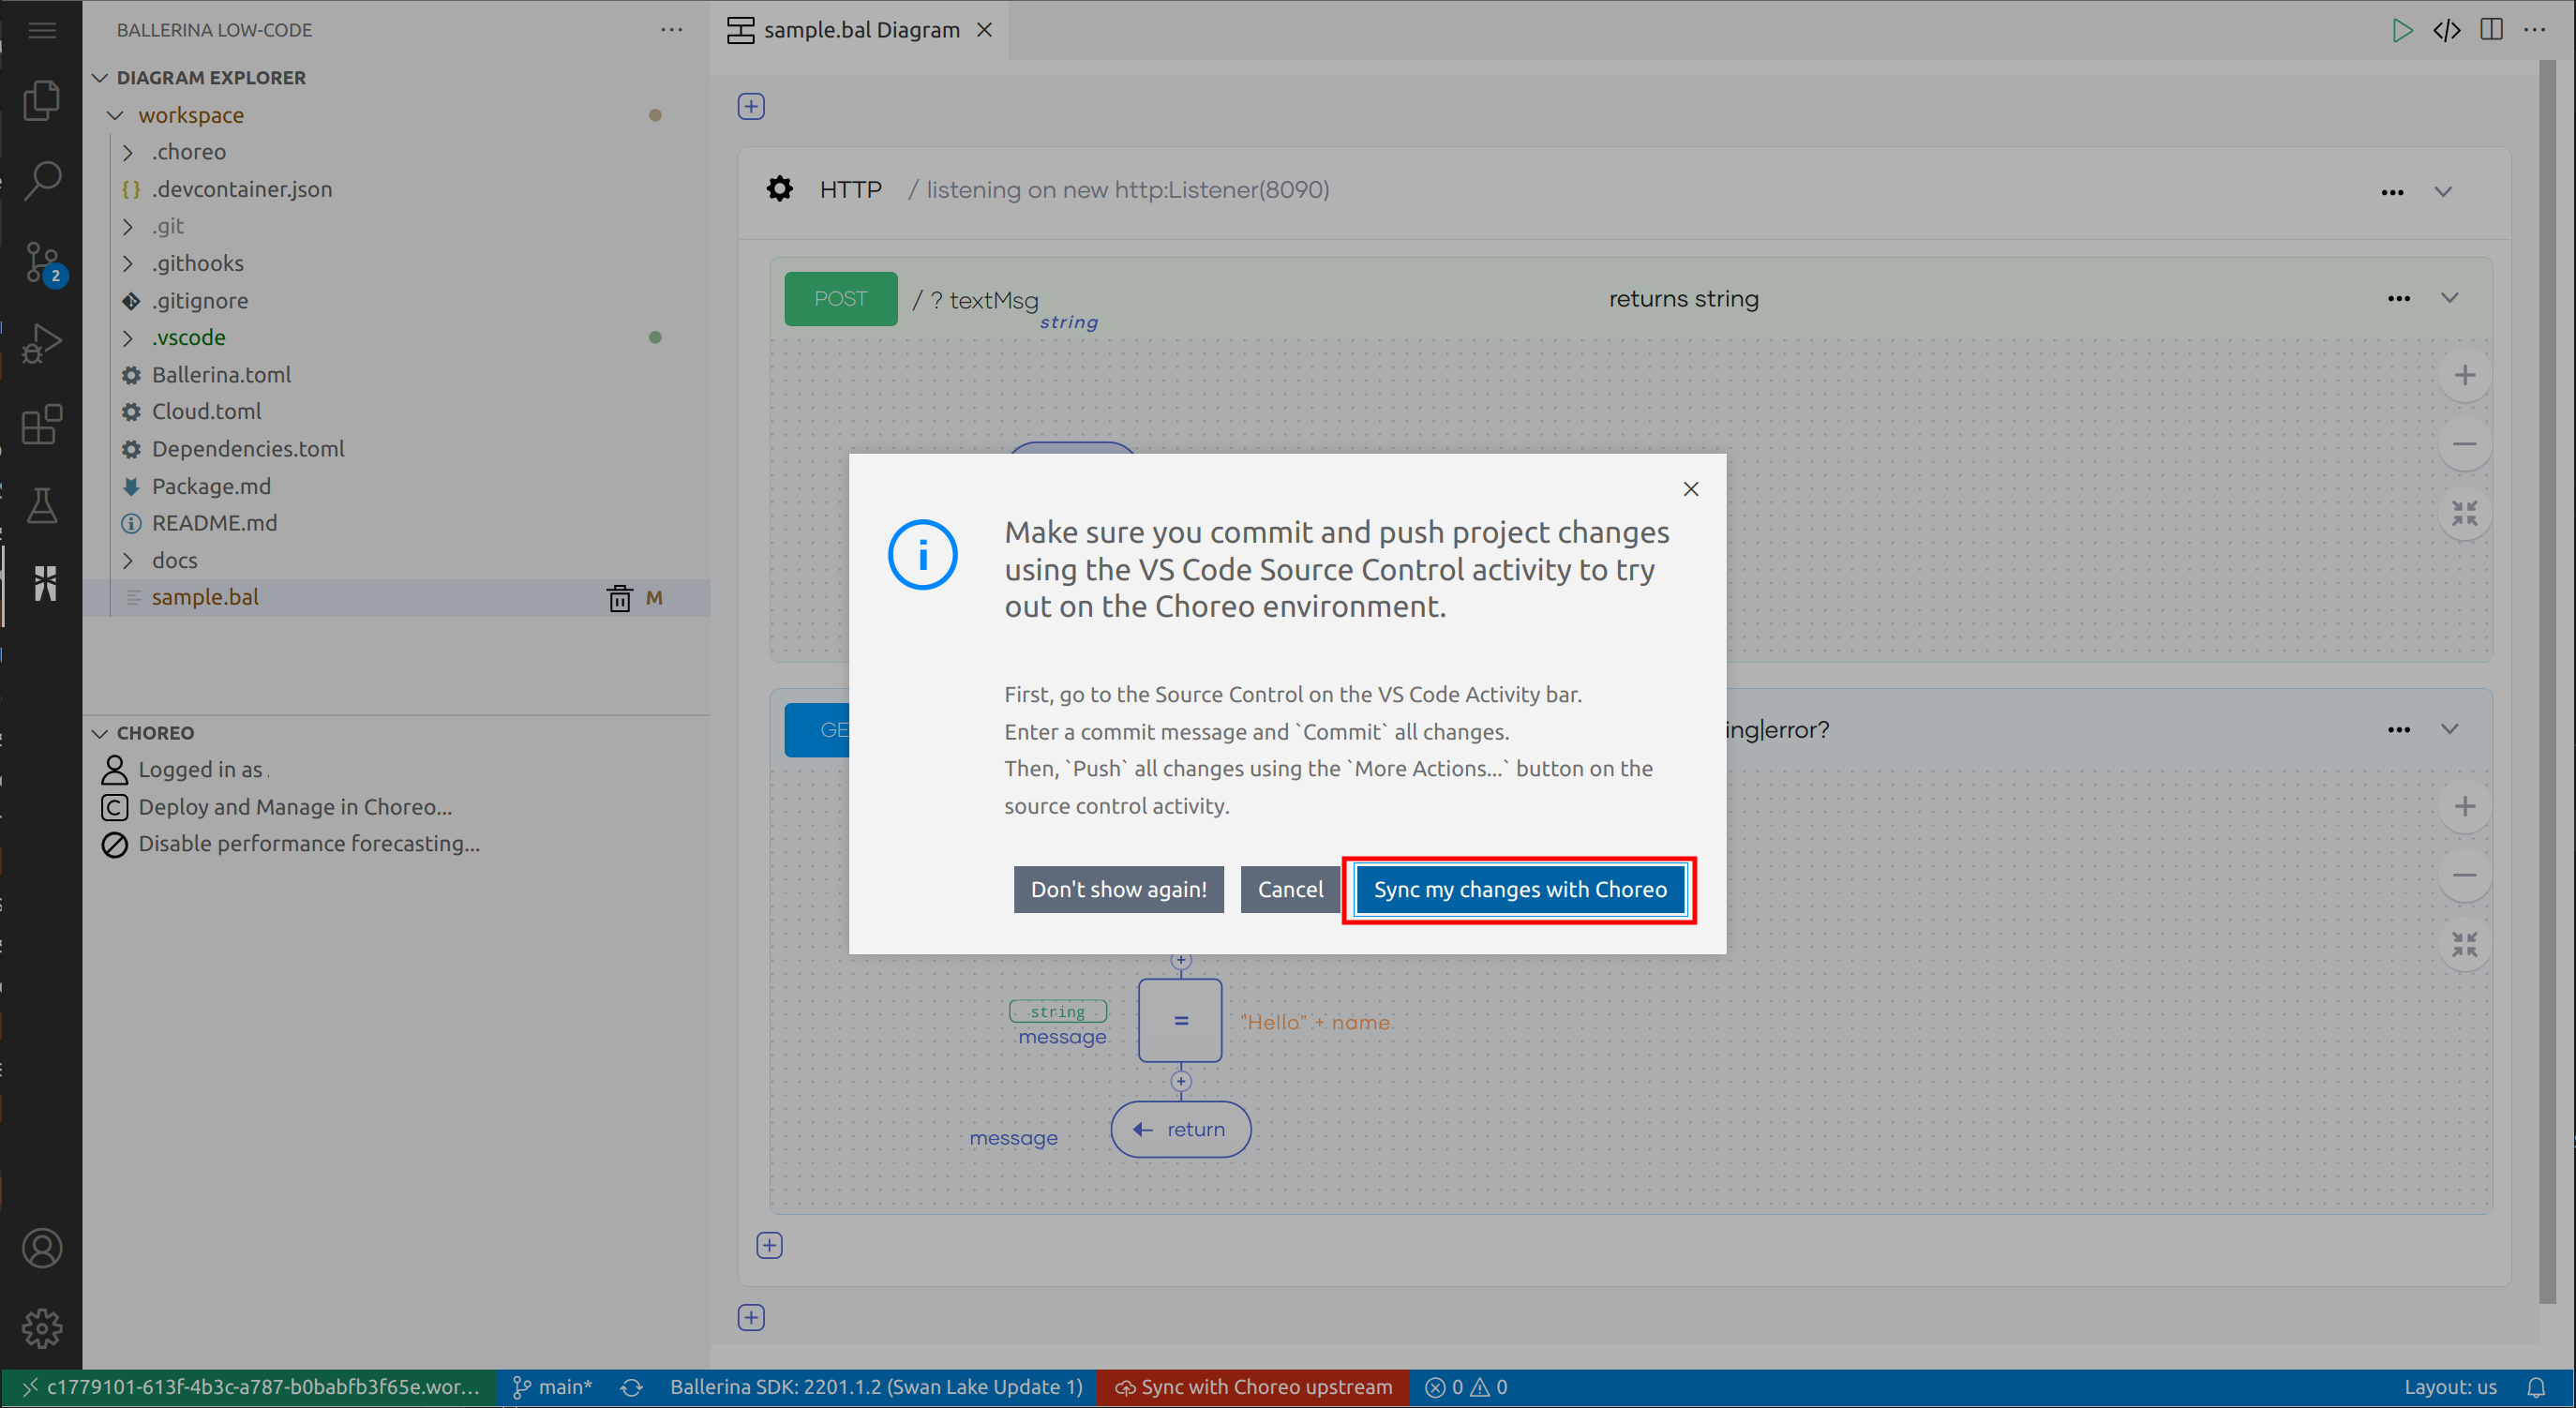 BALLERINA LOW-CODE
sample.bal Diagram
DIAGRAM EXPLORER
workspace
.choreo
.devcontainer.json
.git
.githooks
.gitignore
.vscode
Ballerina.toml
Cloud.toml
Dependencies.toml
Package.md
README.md
docs
sample.bal M
2
CHOREO
Logged in as
Deploy and Manage in Choreo...
Disable performance forecasting...
HTTP / listening on new http:Listener(8090)
POST / ? textMsg returns string
string
Make sure you commit and push project changes
using the VS Code Source Control activity to try
out on the Choreo environment.
First, go to the Source Control on the VS Code Activity bar.
Enter a commit message and `Commit` all changes.
Then, `Push` all changes using the `More Actions...` button on the
source control activity.
Don't show again! Cancel Sync my changes with Choreo
GE ing|error?
string
message = "Hello" + name
message return
c1779101-613f-4b3c-a787-b0babfb3f65e.wor... main* Ballerina SDK: 2201.1.2 (Swan Lake Update 1) Sync with Choreo upstream 0 0 Layout: us